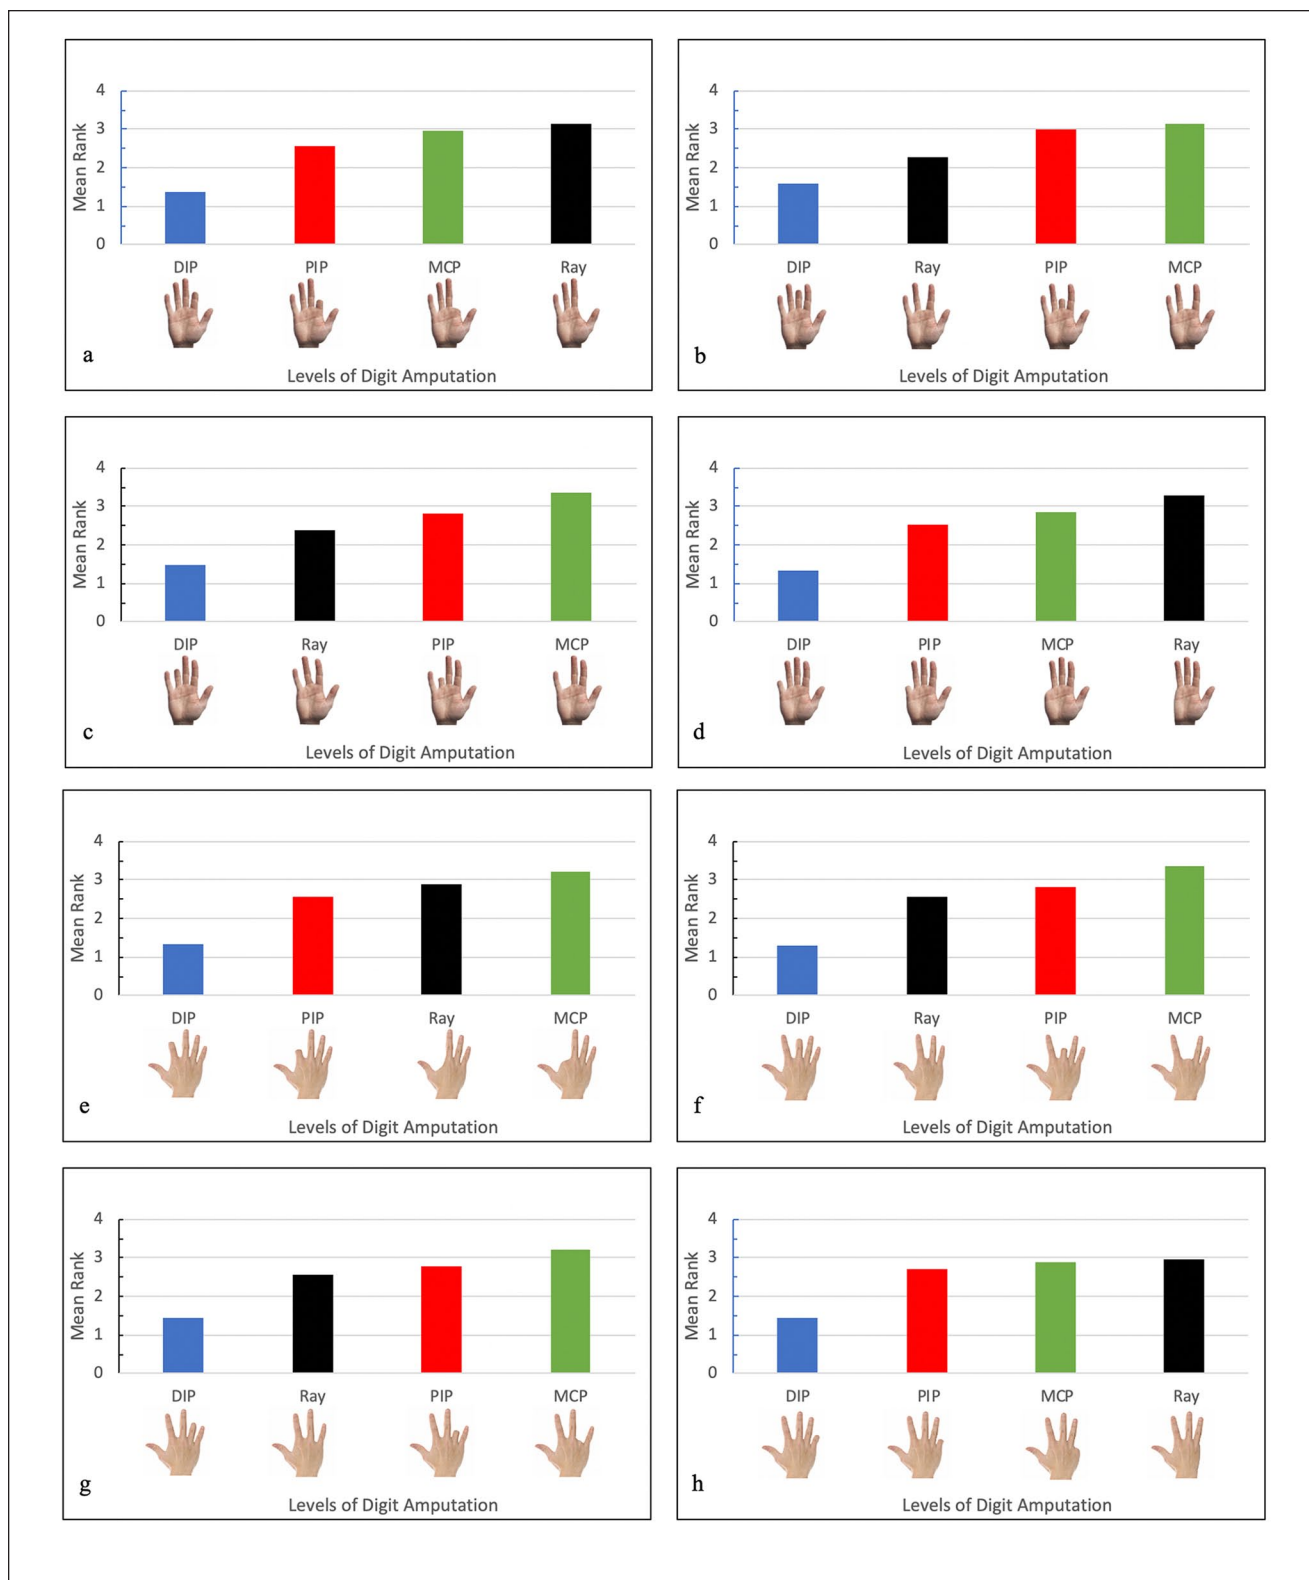 4
3
2
1
0
Mean Rank
DIP PIP MCP Ray
a
Levels of Digit Amputation
4
3
2
1
0
Mean Rank
DIP Ray PIP MCP
b
Levels of Digit Amputation
4
3
2
1
0
Mean Rank
DIP Ray PIP MCP
c
Levels of Digit Amputation
4
3
2
1
0
Mean Rank
DIP PIP MCP Ray
d
Levels of Digit Amputation
4
3
2
1
0
Mean Rank
DIP PIP Ray MCP
e
Levels of Digit Amputation
4
3
2
1
0
Mean Rank
DIP Ray PIP MCP
f
Levels of Digit Amputation
4
3
2
1
0
Mean Rank
DIP Ray PIP MCP
g
Levels of Digit Amputation
4
3
2
1
0
Mean Rank
DIP PIP MCP Ray
h
Levels of Digit Amputation